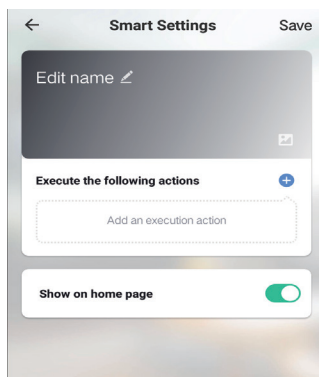 Smart Settings
Save
Edit name
Execute the following actions
Add an execution action
Show on home page